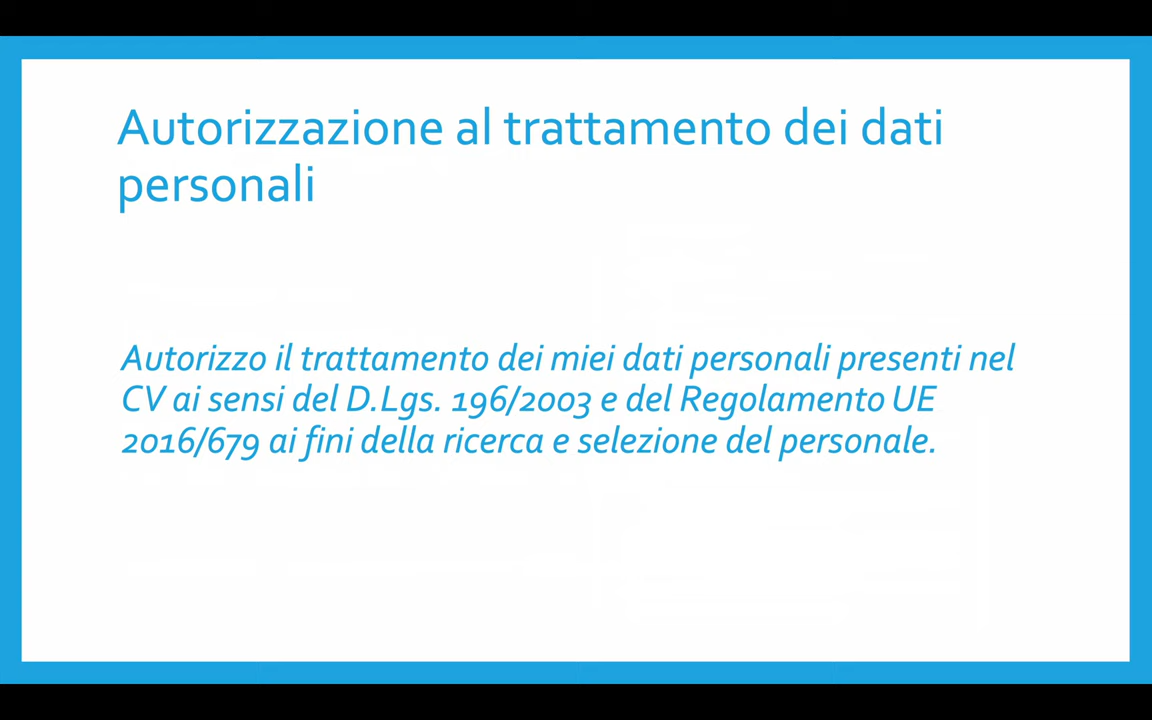 Autorizzazione al trattamento dei dati
personali
Autorizzo il trattamento dei miei dati personali presenti nel
CV ai sensi del D.Lgs. 196/2003 e del Regolamento UE
2016/679 ai fini della ricerca e selezione del personale.